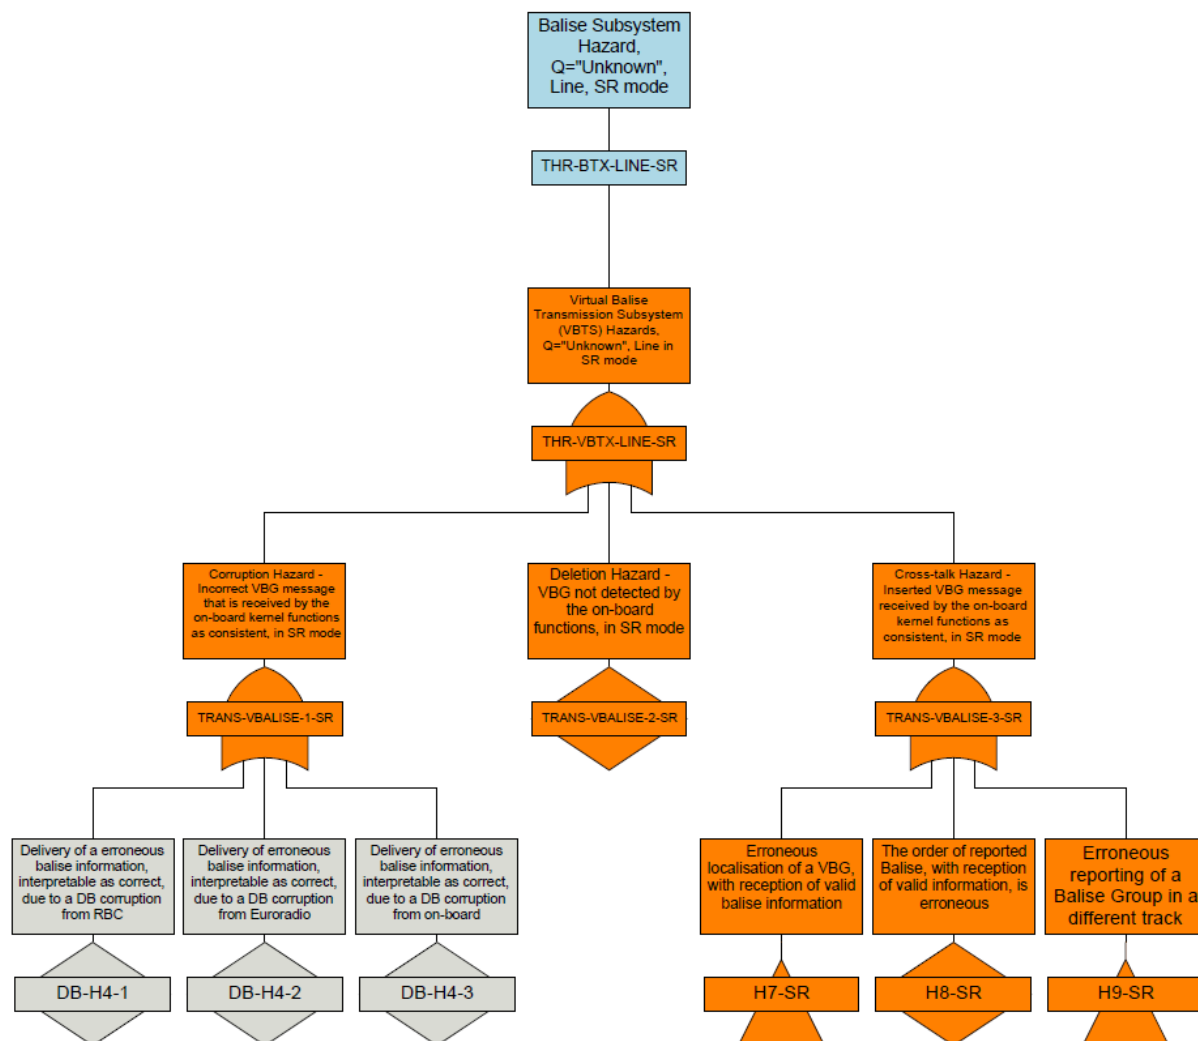 Balise Subsystem
Hazard,
Q="Unknown",
Line, SR mode
THR-BTX-LINE-SR
Virtual Balise
Transmission Subsystem
(VBTS) Hazards,
Q="Unknown", Line in
SR mode
THR-VBTX-LINE-SR
Corruption Hazard -
Incorrect VBG message
that is received by the
on-board kernel functions
as consistent, in SR mode
TRANS-VBALISE-1-SR
Deletion Hazard -
VBG not detected by
the on-board
functions, in SR mode
TRANS-VBALISE-2-SR
Cross-talk Hazard -
Inserted VBG message
received by the on-board
kernel functions as
consistent, in SR mode
TRANS-VBALISE-3-SR
Delivery of a erroneous
balise information,
interpretable as correct,
due to a DB corruption
from RBC
DB-H4-1
Delivery of erroneous
balise information,
interpretable as correct,
due to a DB corruption
from Euroradio
DB-H4-2
Delivery of erroneous
balise information,
interpretable as correct,
due to a DB corruption
from on-board
DB-H4-3
Erroneous
localisation of a VBG,
with reception of valid
balise information
H7-SR
The order of reported
Balise, with reception
of valid information, is
erroneous
H8-SR
Erroneous
reporting of a
Balise Group in a
different track
H9-SR